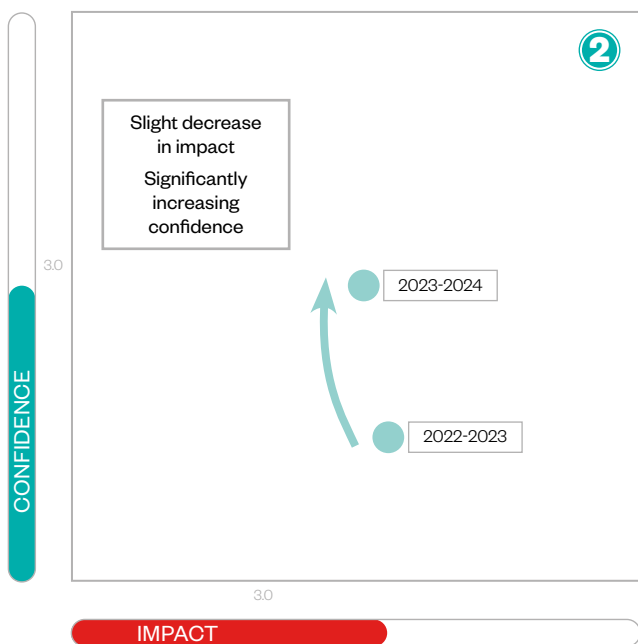 2
Slight decrease
in impact
Significantly
increasing
confidence
3.0
2023-2024
CONFIDENCE
2022-2023
3.0
IMPACT